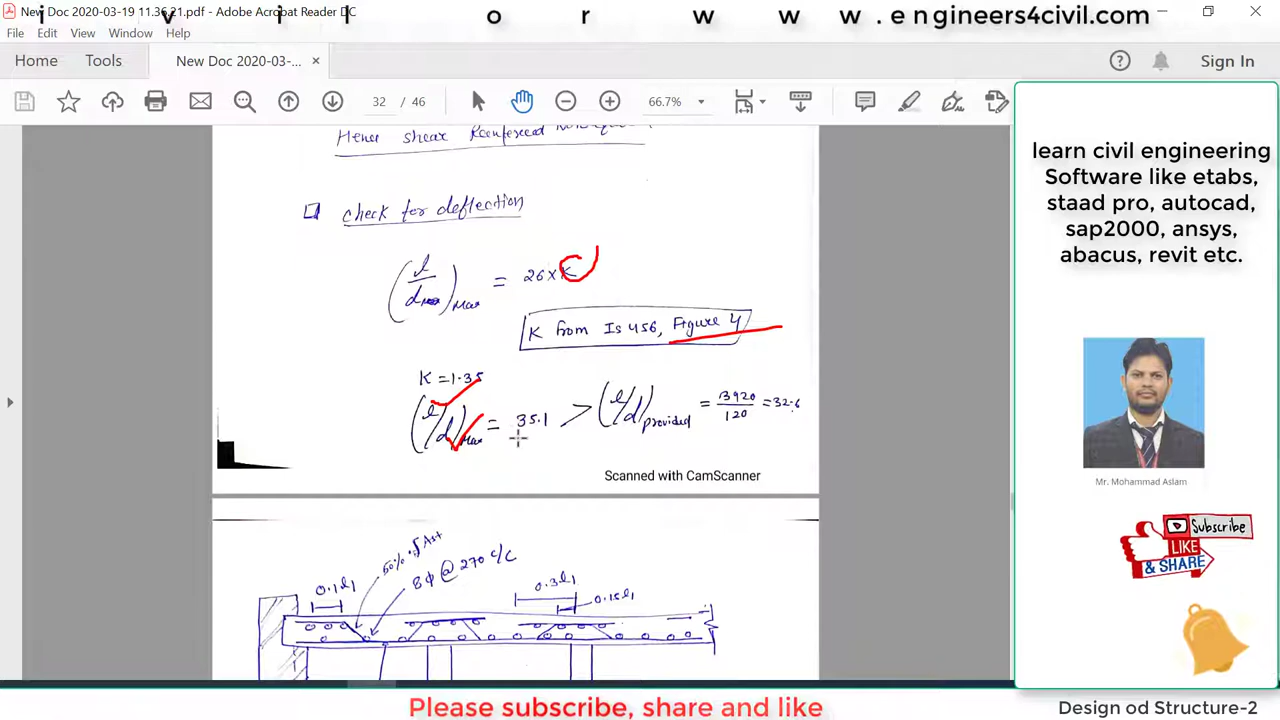 i v i l o r w w w . e n g i n e e r s 4 c i v i l . c o m
New Doc 2020-03-19 11.36.21.pdf - Adobe Acrobat Reader DC
File Edit View Window Help
Home Tools New Doc 2020-03-... × Sign In
32 / 46 66.7%
Hence shear Reinforced
check for deflection
(l/d)Max = 26×K
K from Is 456, Figure 4
K = 1.35
(l/d)Max = 35.1 > (l/d)provided = 3920/120 = 32.6
Scanned with CamScanner
50% of Ast
8Φ @ 270 c/c
0.1l1
0.3l1
0.15l1
learn civil engineering
Software like etabs,
staad pro, autocad,
sap2000, ansys,
abacus, revit etc.
Mr. Mohammad Aslam
Subscribe
LIKE
& SHARE
Please subscribe, share and like
Design od Structure-2